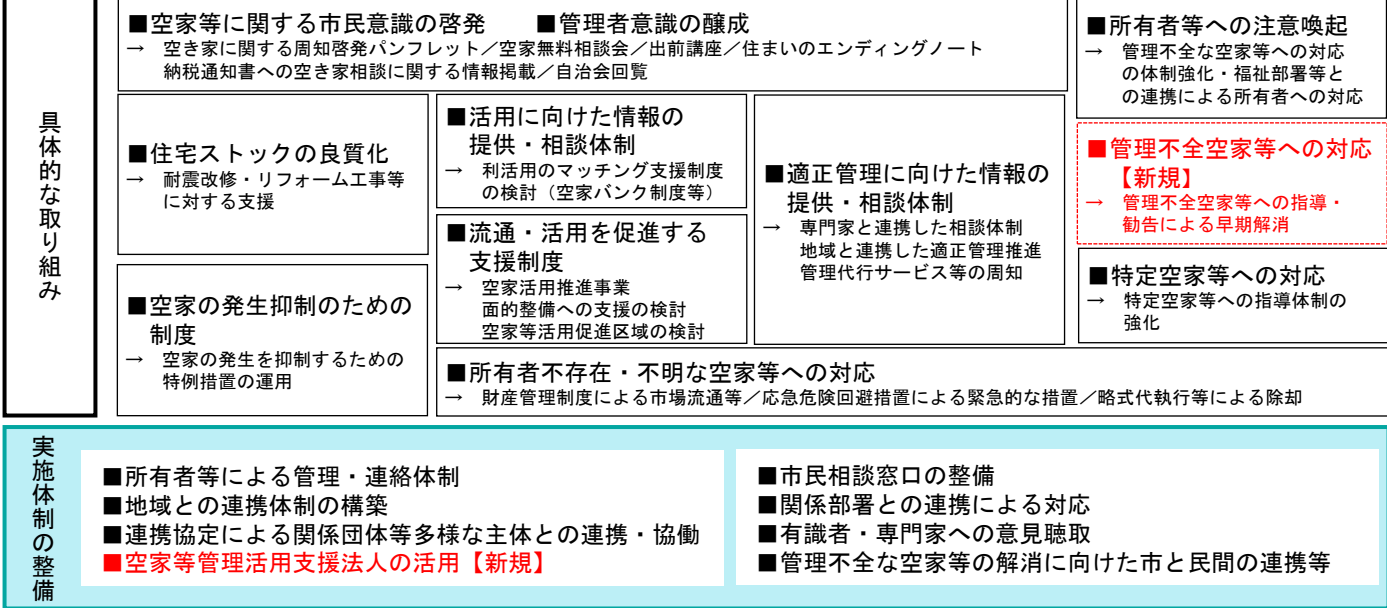 具体的な取り組み
■空家等に関する市民意識の啓発　■管理者意識の醸成
→ 空き家に関する周知啓発パンフレット／空家無料相談会／出前講座／住まいのエンディングノート
納税通知書への空き家相談に関する情報掲載／自治会回覧
■住宅ストックの良質化
→ 耐震改修・リフォーム工事等
に対する支援
■空家の発生抑制のための
制度
→ 空家の発生を抑制するための
特例措置の運用
■活用に向けた情報の
提供・相談体制
→ 利活用のマッチング支援制度
の検討（空家バンク制度等）
■流通・活用を促進する
支援制度
→ 空家活用推進事業
面的整備への支援の検討
空家等活用促進区域の検討
■適正管理に向けた情報の
提供・相談体制
→ 専門家と連携した相談体制
地域と連携した適正管理推進
管理代行サービス等の周知
■所有者等への注意喚起
→ 管理不全な空家等への対応
の体制強化・福祉部署等と
の連携による所有者への対応
■管理不全空家等への対応
【新規】
→ 管理不全空家等への指導・
勧告による早期解消
■特定空家等への対応
→ 特定空家等への指導体制の
強化
■所有者不存在・不明な空家等への対応
→ 財産管理制度による市場流通等／応急危険回避措置による緊急的な措置／略式代執行等による除却
実施体制の整備
■所有者等による管理・連絡体制
■地域との連携体制の構築
■連携協定による関係団体等多様な主体との連携・協働
■空家等管理活用支援法人の活用【新規】
■市民相談窓口の整備
■関係部署との連携による対応
■有識者・専門家への意見聴取
■管理不全な空家等の解消に向けた市と民間の連携等